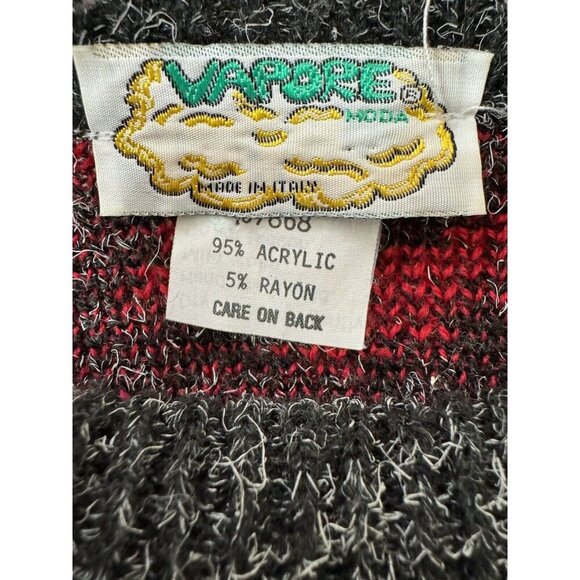 VAPORE ®
MODA
MADE IN ITALY
95% ACRYLIC
5% RAYON
CARE ON BACK